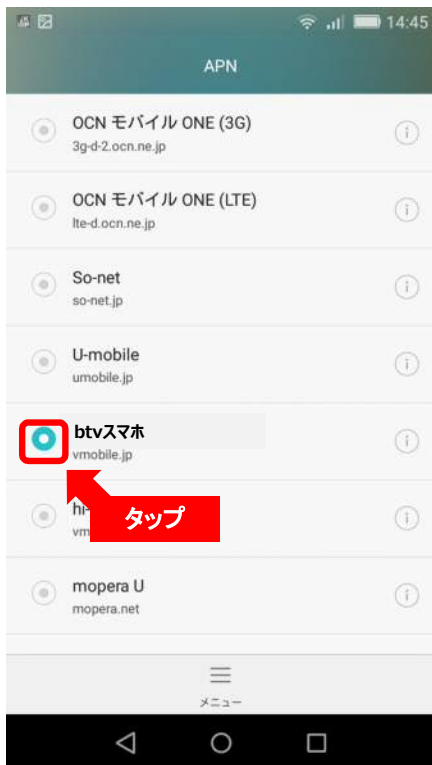 14:45
APN
OCN モバイル ONE (3G)
3g-d-2.ocn.ne.jp
OCN モバイル ONE (LTE)
lte-d.ocn.ne.jp
So-net
so-net.jp
U-mobile
umobile.jp
btvスマホ
vmobile.jp
hi-
vm
タップ
mopera U
mopera.net
メニュー